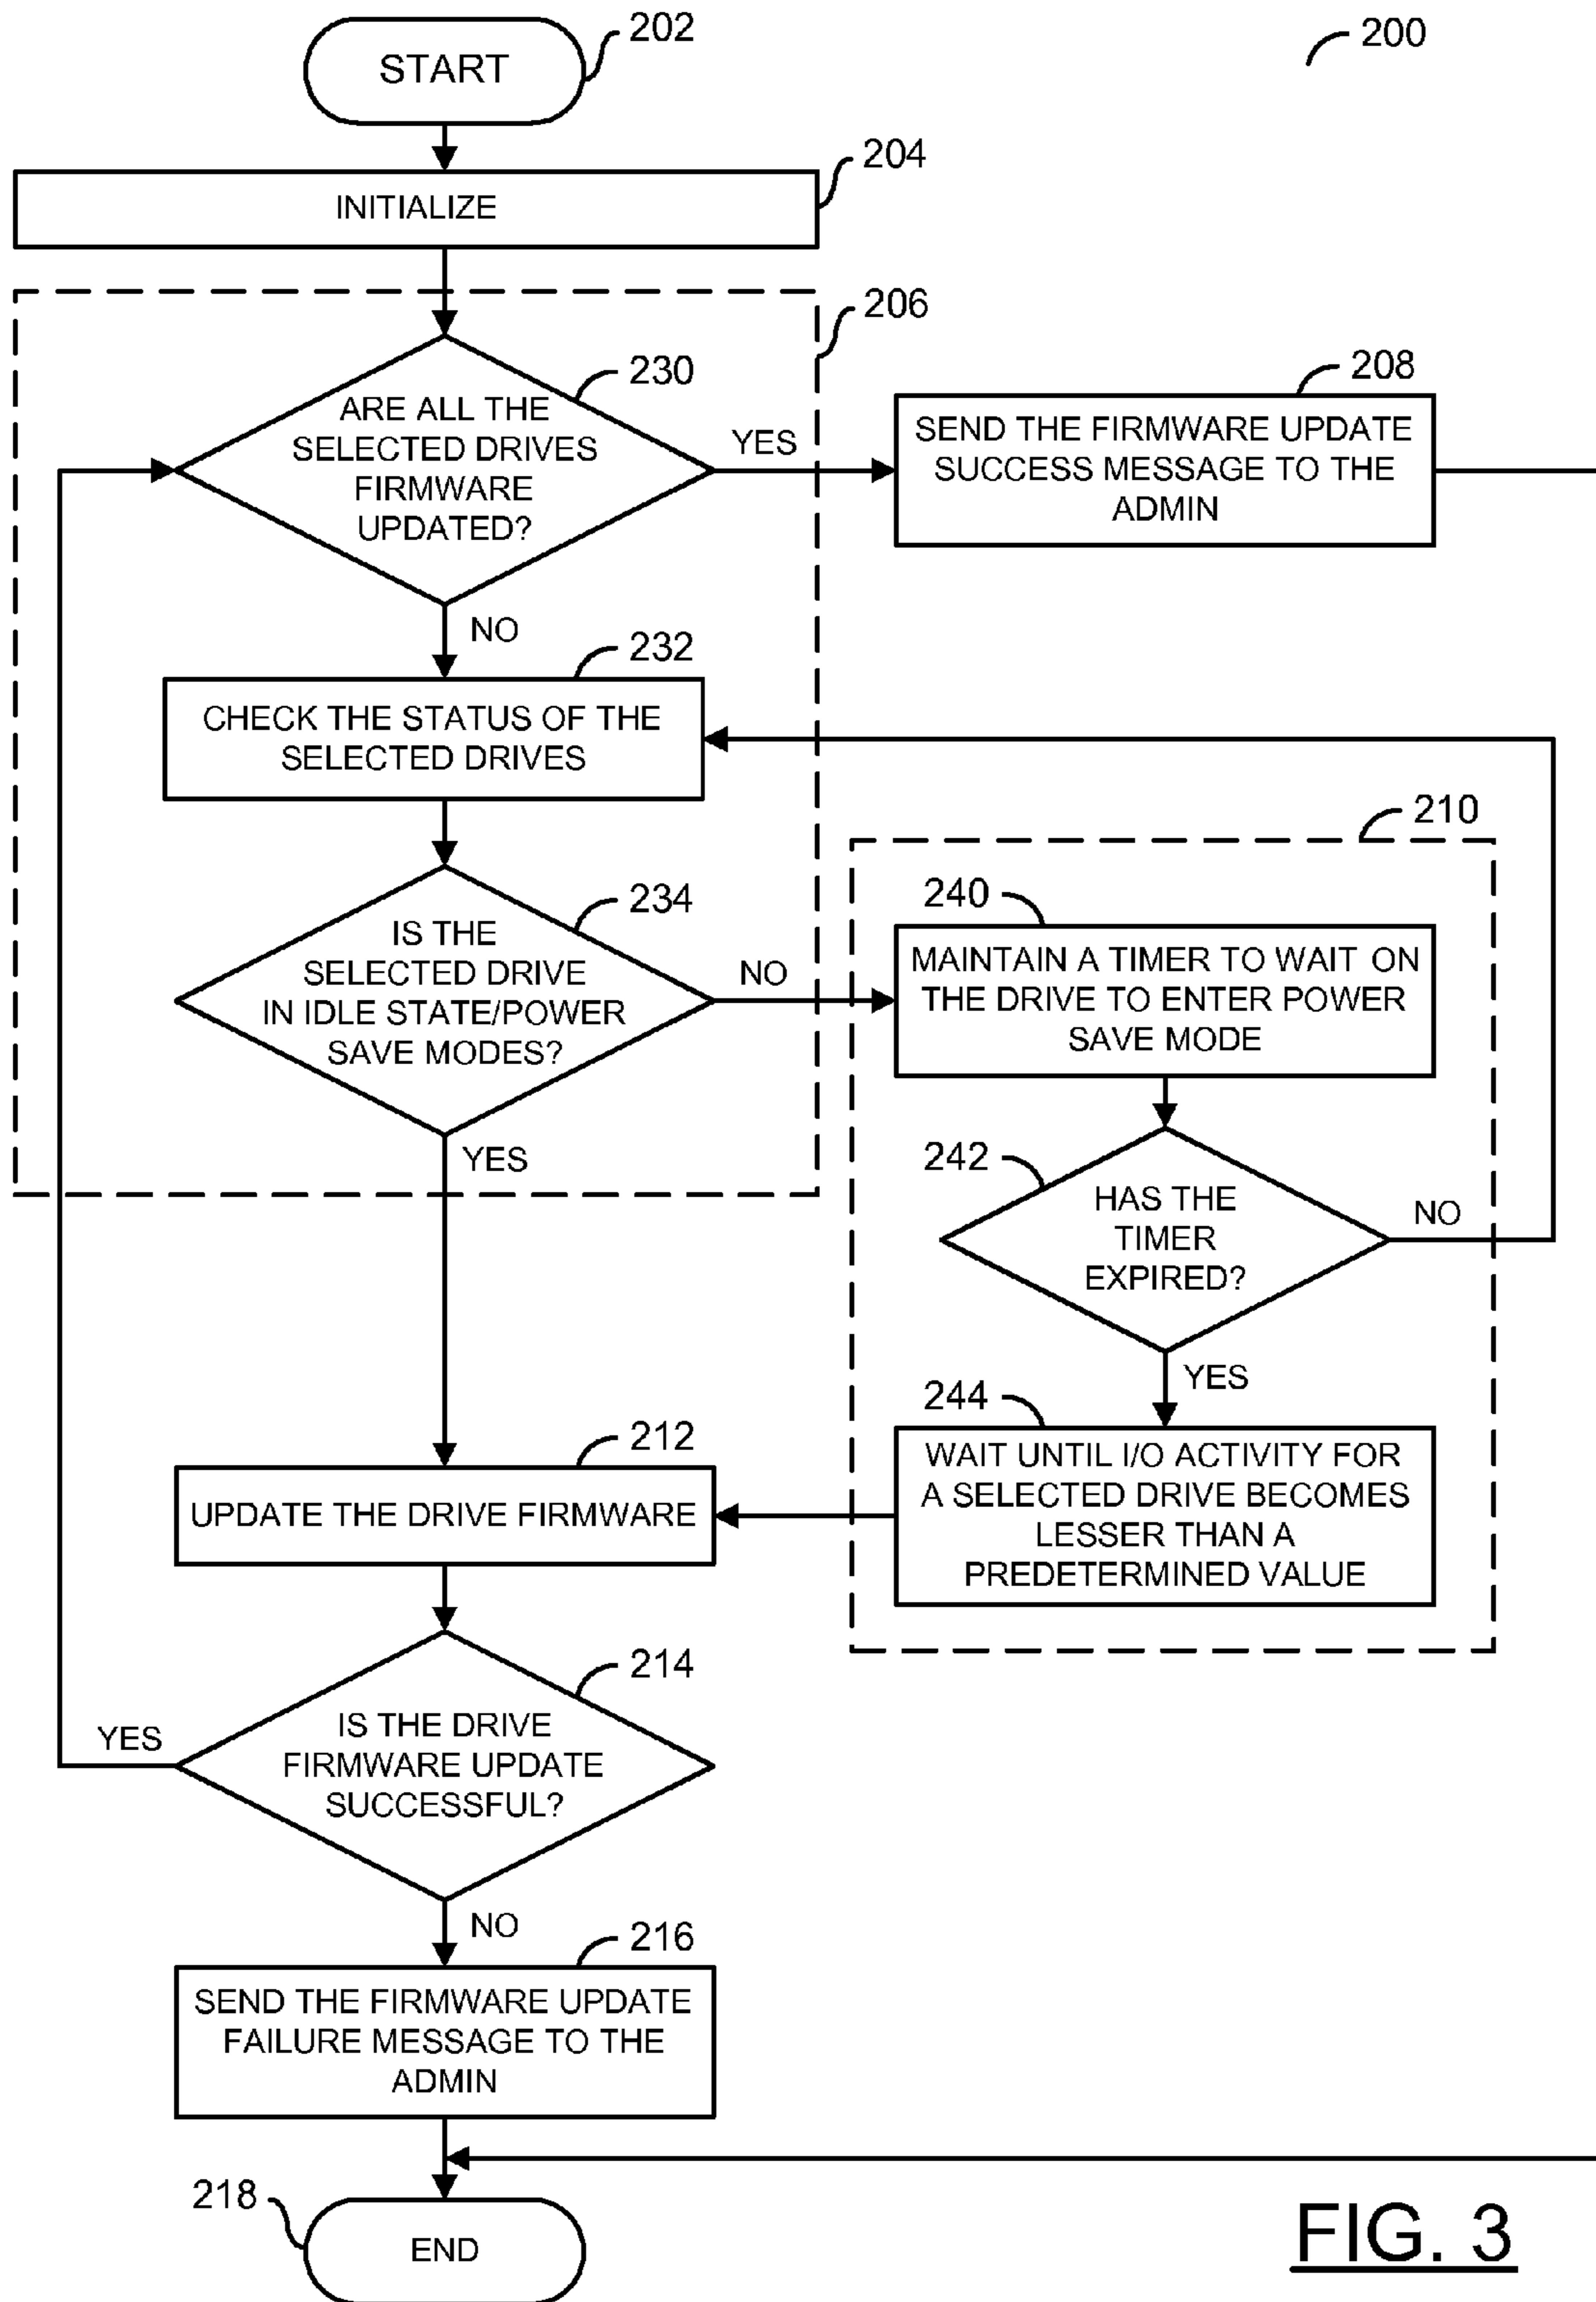 START
202
200
INITIALIZE
204
206
ARE ALL THE
SELECTED DRIVES
FIRMWARE
UPDATED?
230
YES
208
SEND THE FIRMWARE UPDATE
SUCCESS MESSAGE TO THE
ADMIN
NO
232
CHECK THE STATUS OF THE
SELECTED DRIVES
210
234
IS THE
SELECTED DRIVE
IN IDLE STATE/POWER
SAVE MODES?
NO
240
MAINTAIN A TIMER TO WAIT ON
THE DRIVE TO ENTER POWER
SAVE MODE
YES
242
HAS THE
TIMER
EXPIRED?
NO
YES
244
WAIT UNTIL I/O ACTIVITY FOR
A SELECTED DRIVE BECOMES
LESSER THAN A
PREDETERMINED VALUE
212
UPDATE THE DRIVE FIRMWARE
214
IS THE DRIVE
FIRMWARE UPDATE
SUCCESSFUL?
YES
NO
216
SEND THE FIRMWARE UPDATE
FAILURE MESSAGE TO THE
ADMIN
218
END
FIG. 3